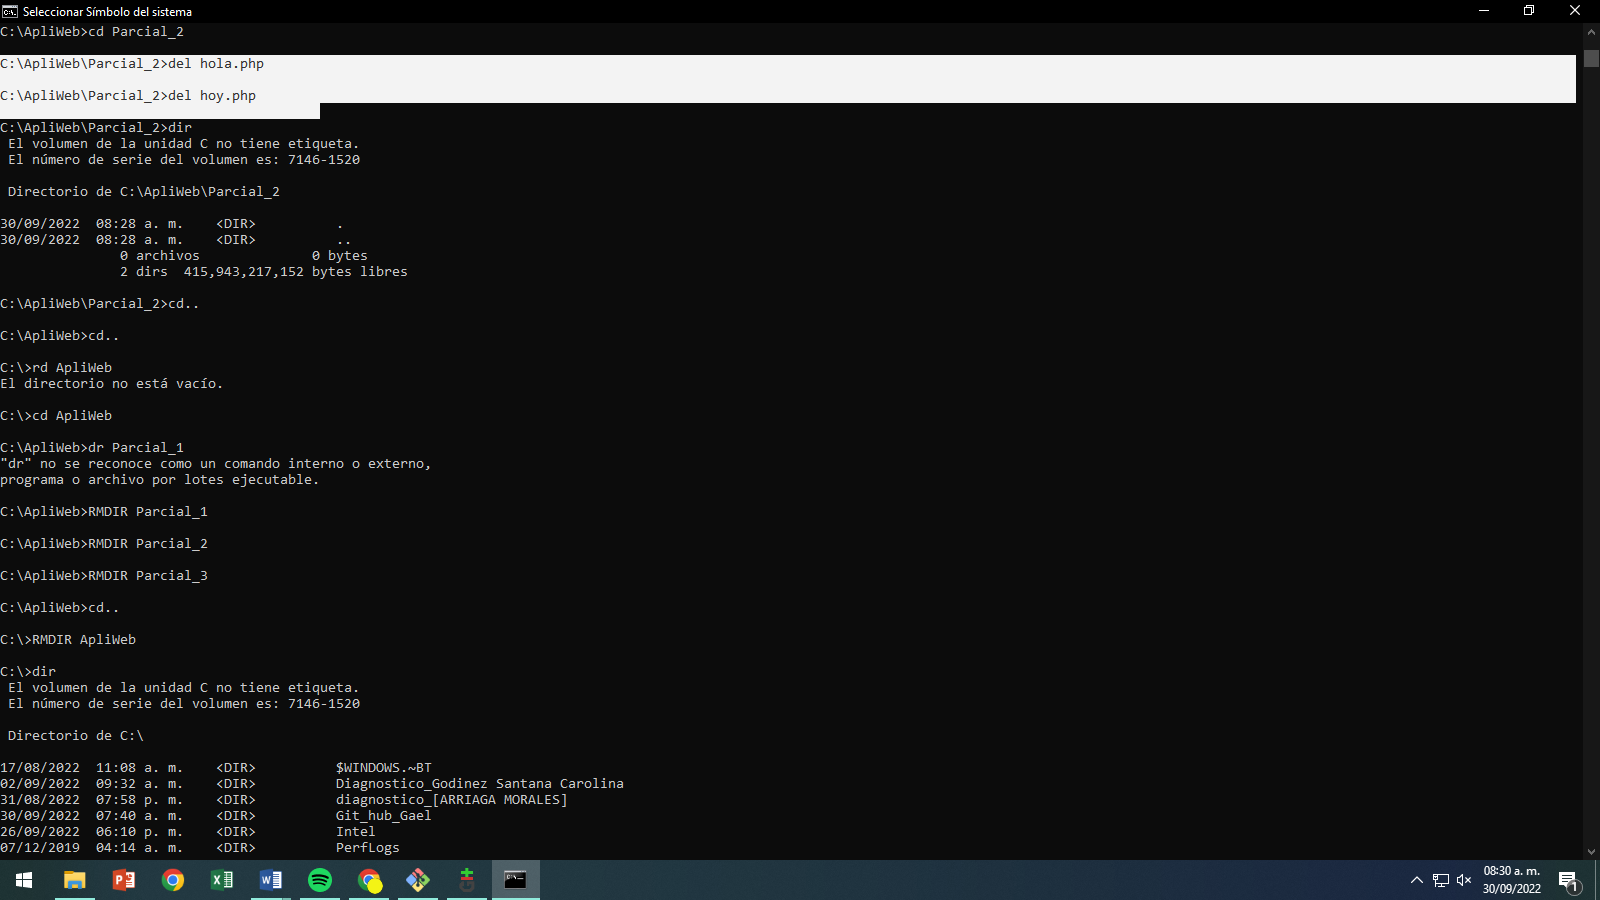 Seleccionar Símbolo del sistema
C:\ApliWeb>cd Parcial_2
C:\ApliWeb\Parcial_2>del hola.php
C:\ApliWeb\Parcial_2>del hoy.php
C:\ApliWeb\Parcial_2>dir
 El volumen de la unidad C no tiene etiqueta.
 El número de serie del volumen es: 7146-1520
 Directorio de C:\ApliWeb\Parcial_2
30/09/2022  08:28 a. m.    <DIR>          .
30/09/2022  08:28 a. m.    <DIR>          ..
               0 archivos              0 bytes
               2 dirs  415,943,217,152 bytes libres
C:\ApliWeb\Parcial_2>cd..
C:\ApliWeb>cd..
C:\>rd ApliWeb
El directorio no está vacío.
C:\>cd ApliWeb
C:\ApliWeb>dr Parcial_1
"dr" no se reconoce como un comando interno o externo,
programa o archivo por lotes ejecutable.
C:\ApliWeb>RMDIR Parcial_1
C:\ApliWeb>RMDIR Parcial_2
C:\ApliWeb>RMDIR Parcial_3
C:\ApliWeb>cd..
C:\>RMDIR ApliWeb
C:\>dir
 El volumen de la unidad C no tiene etiqueta.
 El número de serie del volumen es: 7146-1520
 Directorio de C:\
17/08/2022  11:08 a. m.    <DIR>          $WINDOWS.~BT
02/09/2022  09:32 a. m.    <DIR>          Diagnostico_Godinez Santana Carolina
31/08/2022  07:58 p. m.    <DIR>          diagnostico_[ARRIAGA MORALES]
30/09/2022  07:40 a. m.    <DIR>          Git_hub_Gael
26/09/2022  06:10 p. m.    <DIR>          Intel
07/12/2019  04:14 a. m.    <DIR>          PerfLogs
08:30 a. m.
30/09/2022
1